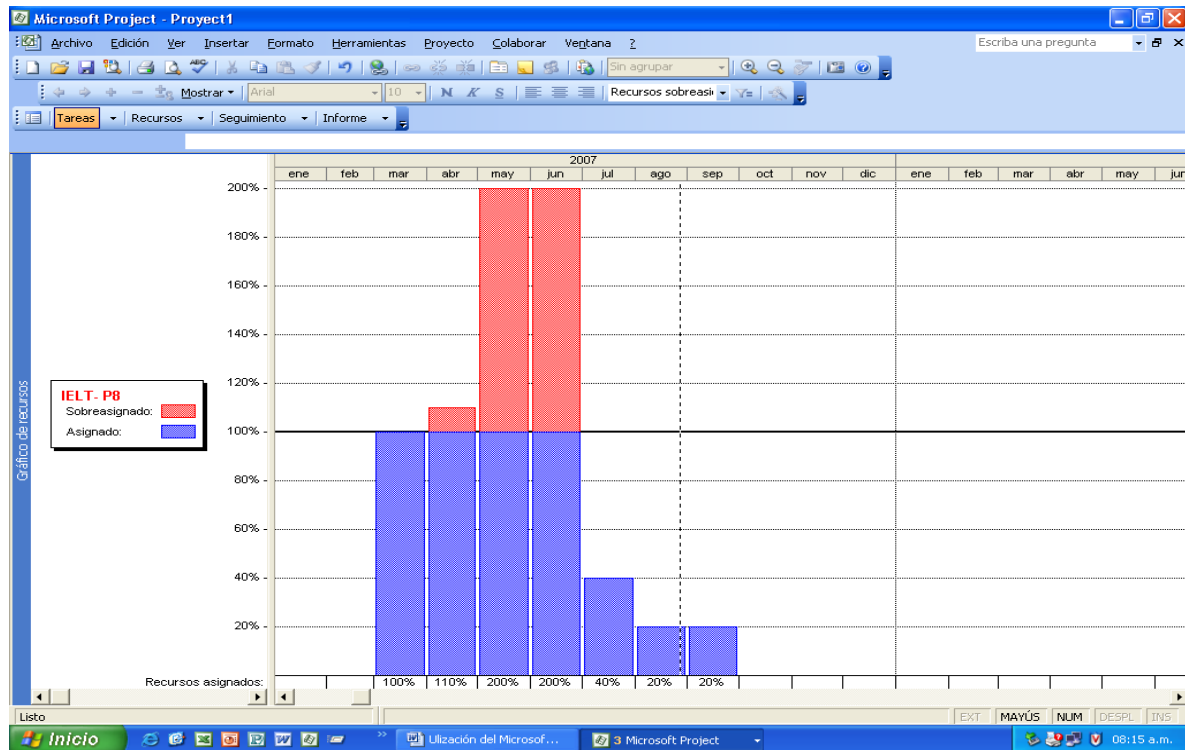 Microsoft Project - Proyect1
Archivo Edición Ver Insertar Formato Herramientas Proyecto Colaborar Ventana ? Escriba una pregunta
Sin agrupar
Mostrar Arial 10 N K S Recursos sobreasi
Tareas Recursos Seguimiento Informe
2007
ene feb mar abr may jun jul ago sep oct nov dic ene feb mar abr may jun
200%
180%
160%
140%
120%
IELT- P8
Sobreasignado:
Asignado:
100%
80%
60%
40%
20%
Gráfico de recursos
Recursos asignados: 100% 110% 200% 200% 40% 20% 20%
Listo EXT MAYÚS NUM DESPL INS
Inicio Ulización del Microsof... 3 Microsoft Project 08:15 a.m.